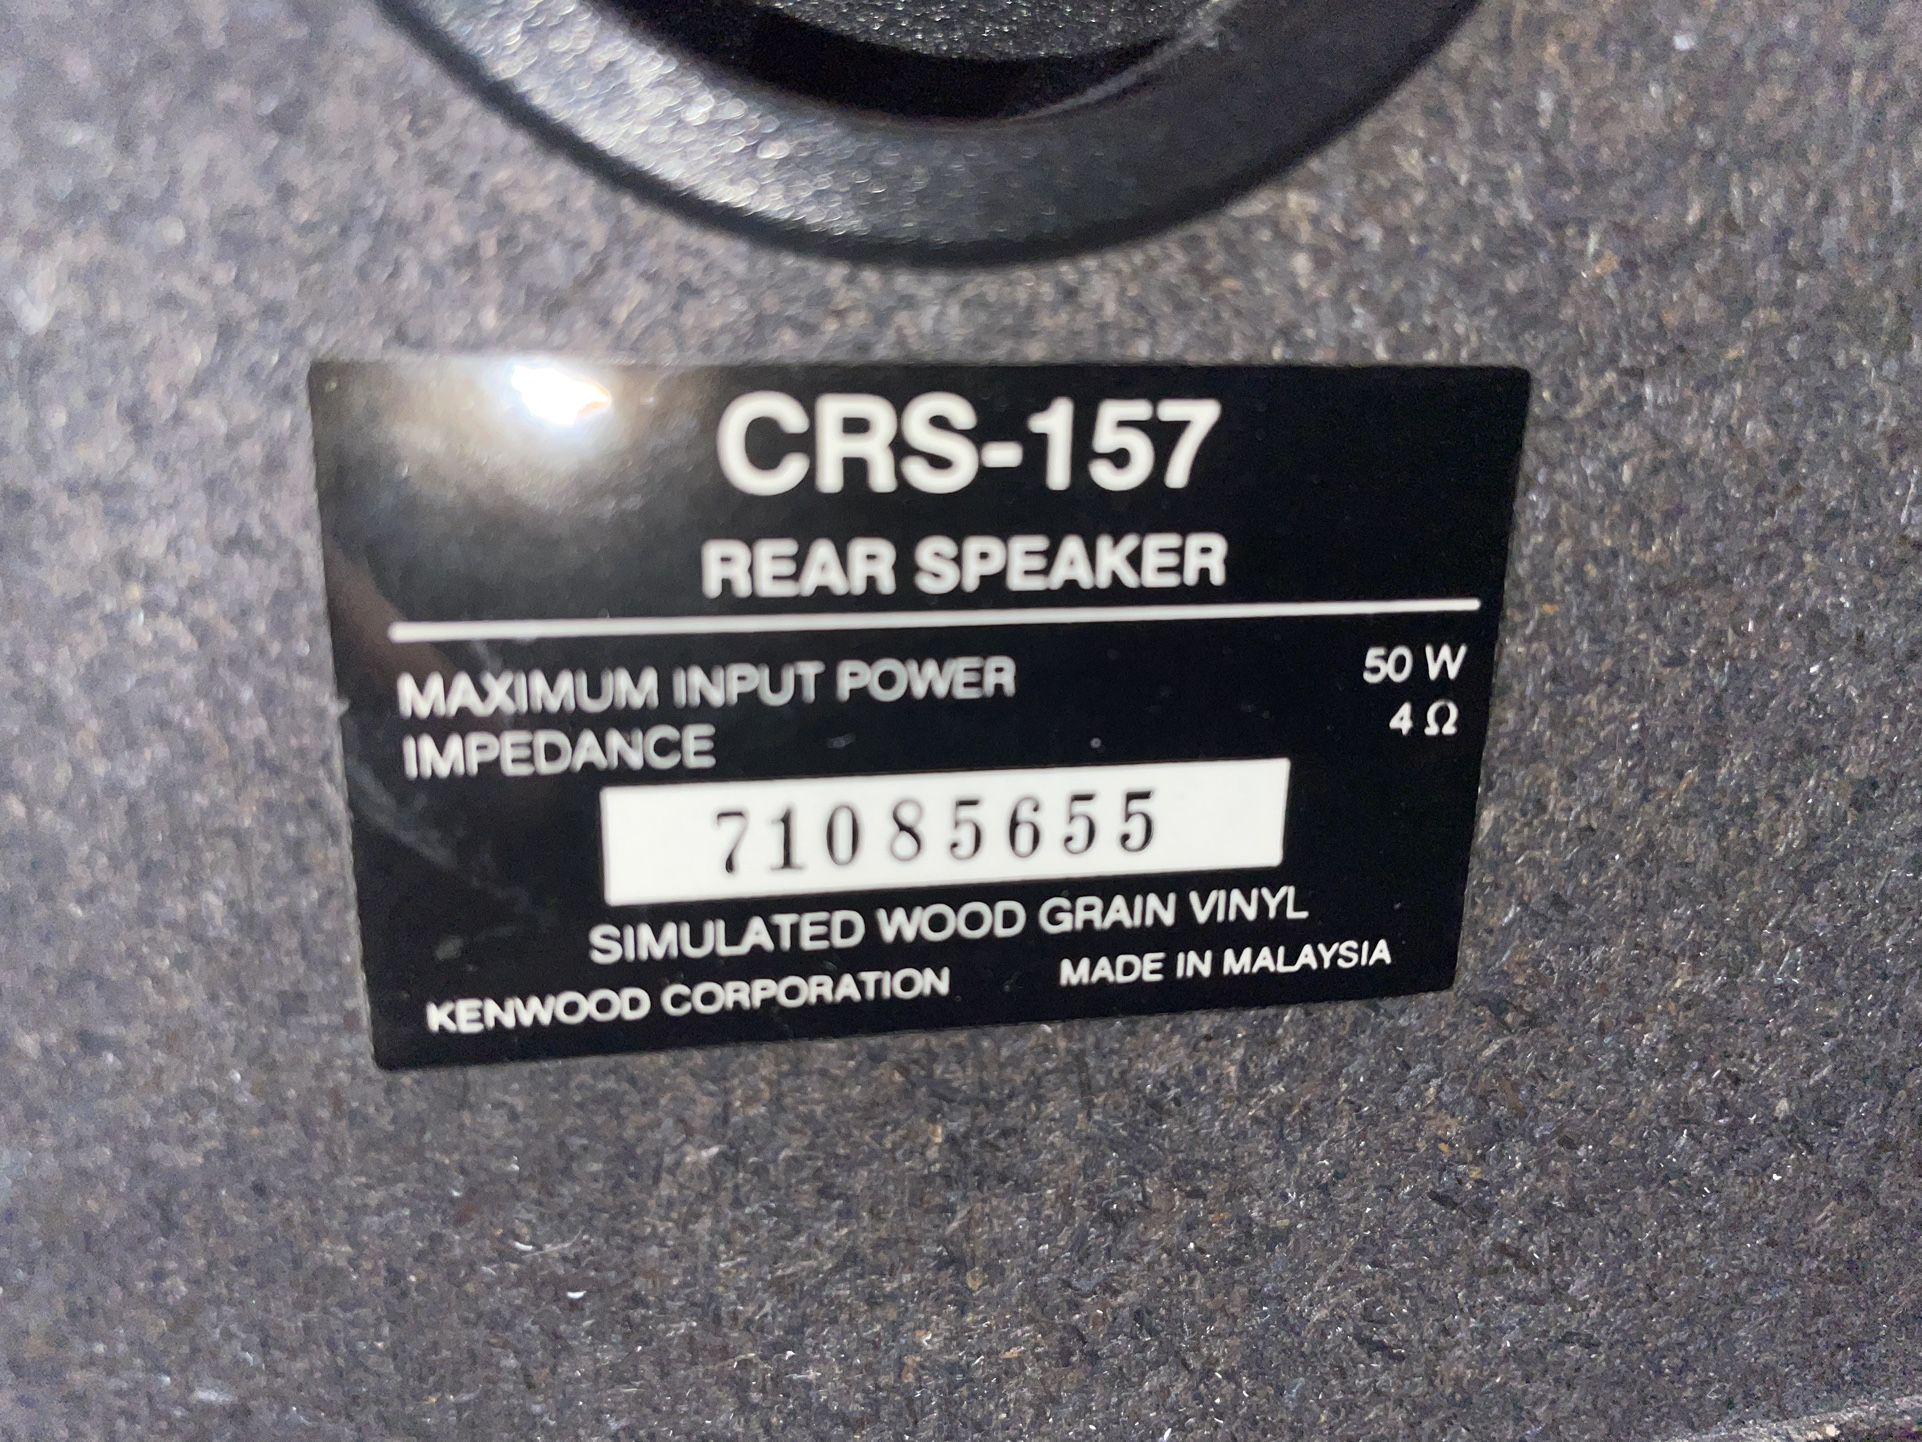 CRS-157
REAR SPEAKER
MAXIMUM INPUT POWER 50 W
IMPEDANCE 4 Ω
71085655
SIMULATED WOOD GRAIN VINYL
KENWOOD CORPORATION MADE IN MALAYSIA